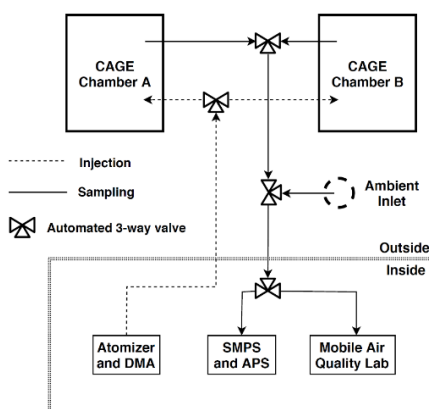 CAGE
Chamber A
CAGE
Chamber B
Injection
Sampling
Automated 3-way valve
Ambient
Inlet
Outside
Inside
Atomizer
and DMA
SMPS
and APS
Mobile Air
Quality Lab